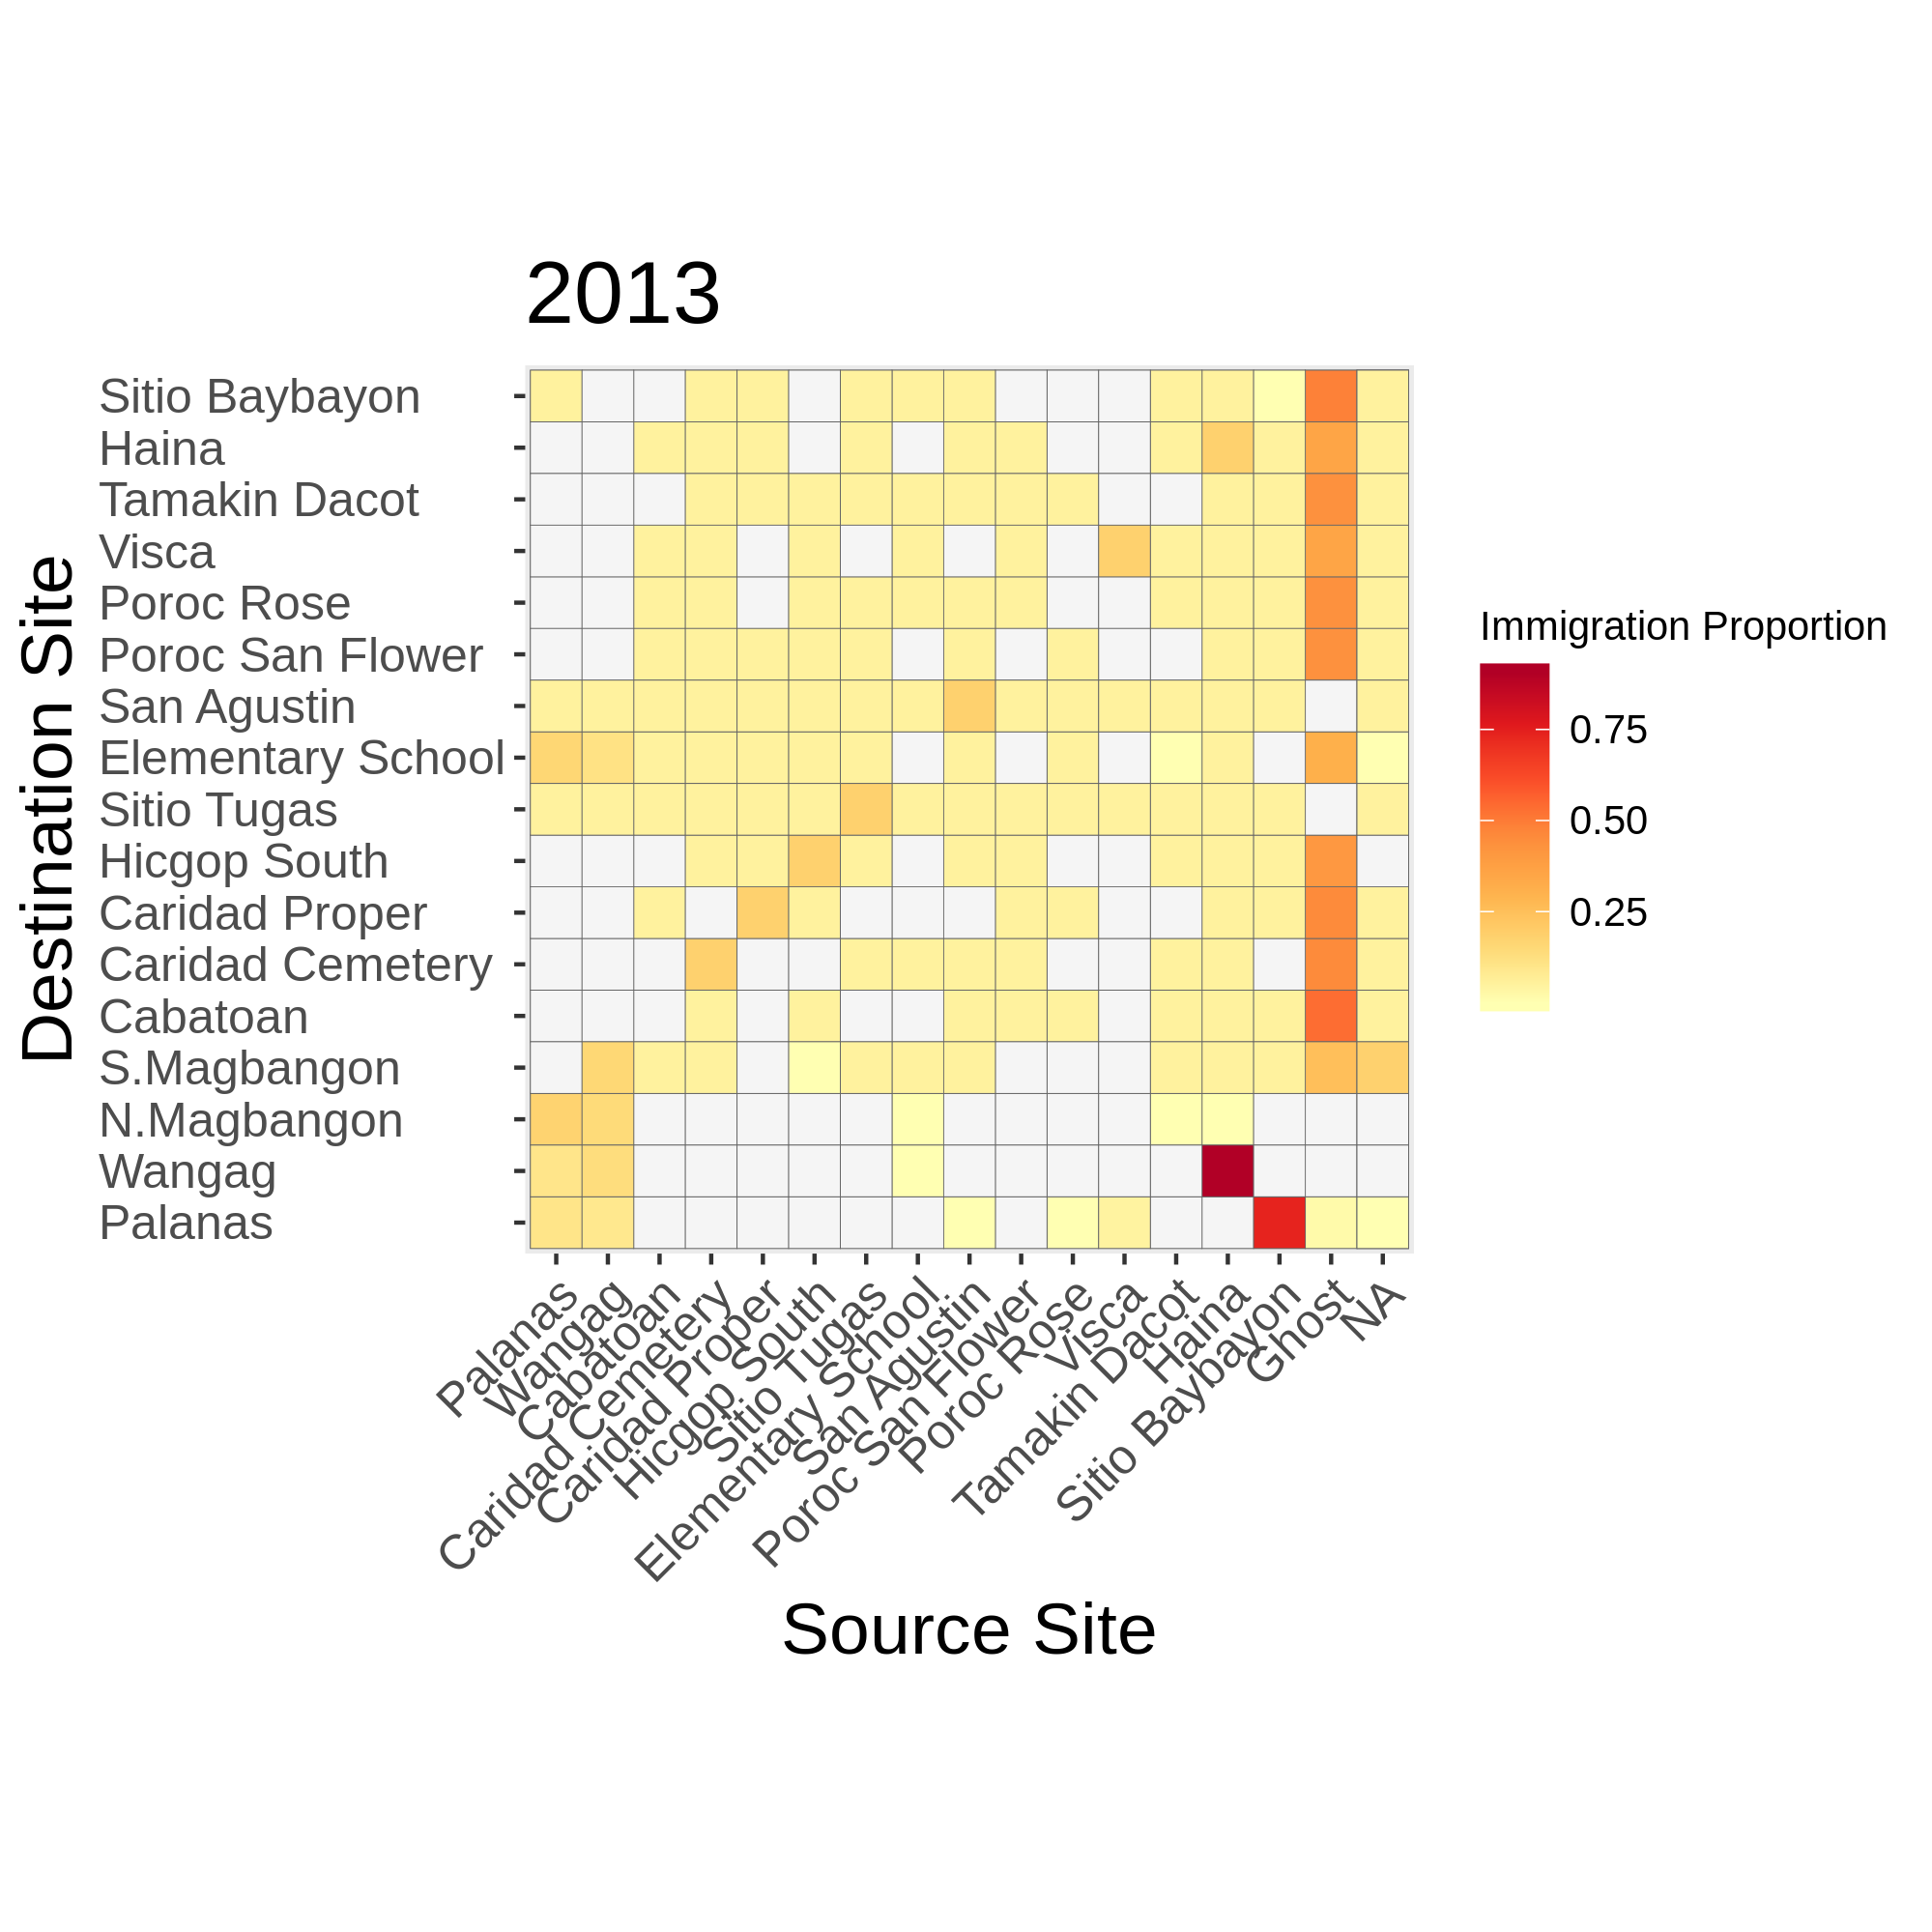 2013
Destination Site
Sitio Baybayon
Haina
Tamakin Dacot
Visca
Poroc Rose
Poroc San Flower
San Agustin
Elementary School
Sitio Tugas
Hicgop South
Caridad Proper
Caridad Cemetery
Cabatoan
S.Magbangon
N.Magbangon
Wangag
Palanas
Palanas
Wangag
Cabatoan
Caridad Cemetery
Caridad Proper
Hicgop South
Sitio Tugas
Elementary School
San Agustin
Poroc San Flower
Poroc Rose
Visca
Tamakin Dacot
Haina
Sitio Baybayon
Ghost
NA
Source Site
Immigration Proportion
0.75
0.50
0.25